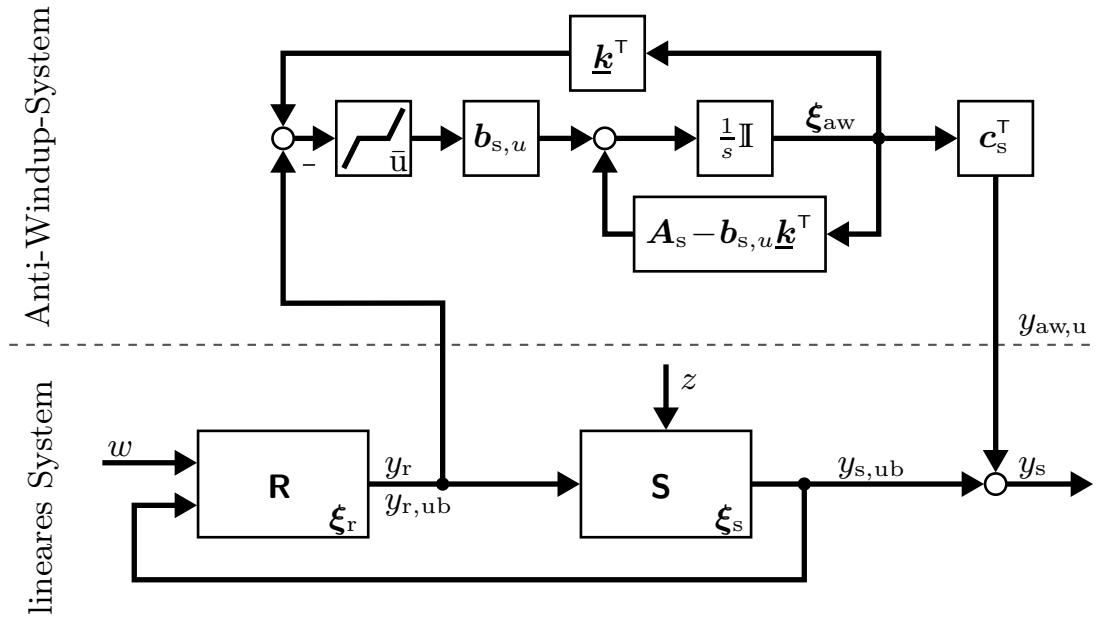 Anti-Windup-System
k^T
–
ū
b_{s,u}
1/s 𝕀
ξ_aw
c_s^T
A_s − b_{s,u} k^T
y_{aw,u}
lineares System
w
R
ξ_r
y_r
y_{r,ub}
z
S
ξ_s
y_{s,ub}
y_s